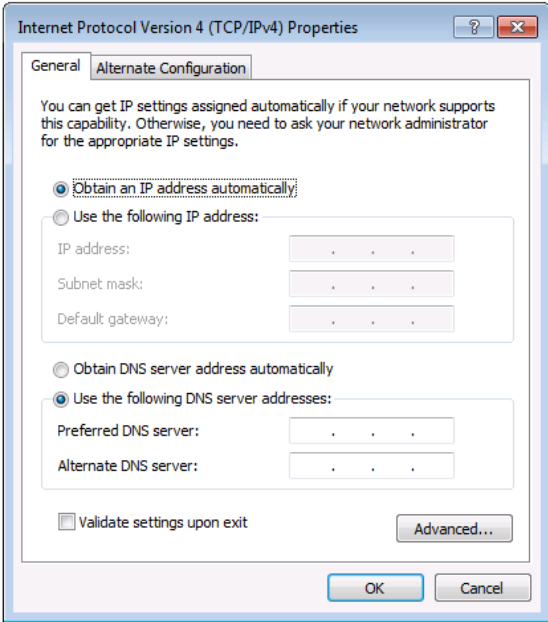 Internet Protocol Version 4 (TCP/IPv4) Properties
General
Alternate Configuration
You can get IP settings assigned automatically if your network supports
this capability. Otherwise, you need to ask your network administrator
for the appropriate IP settings.
Obtain an IP address automatically
Use the following IP address:
IP address:
Subnet mask:
Default gateway:
Obtain DNS server address automatically
Use the following DNS server addresses:
Preferred DNS server:
Alternate DNS server:
Validate settings upon exit
Advanced...
OK
Cancel